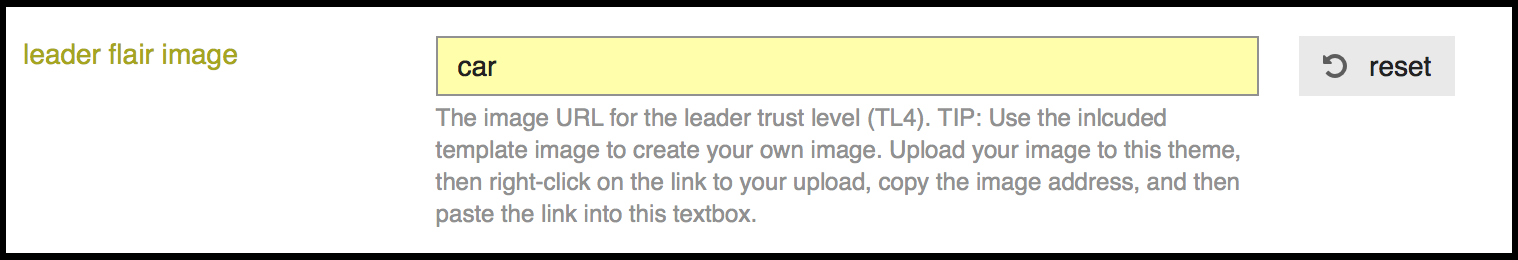 leader flair image
car
reset
The image URL for the leader trust level (TL4). TIP: Use the inlcuded
template image to create your own image. Upload your image to this theme,
then right-click on the link to your upload, copy the image address, and then
paste the link into this textbox.